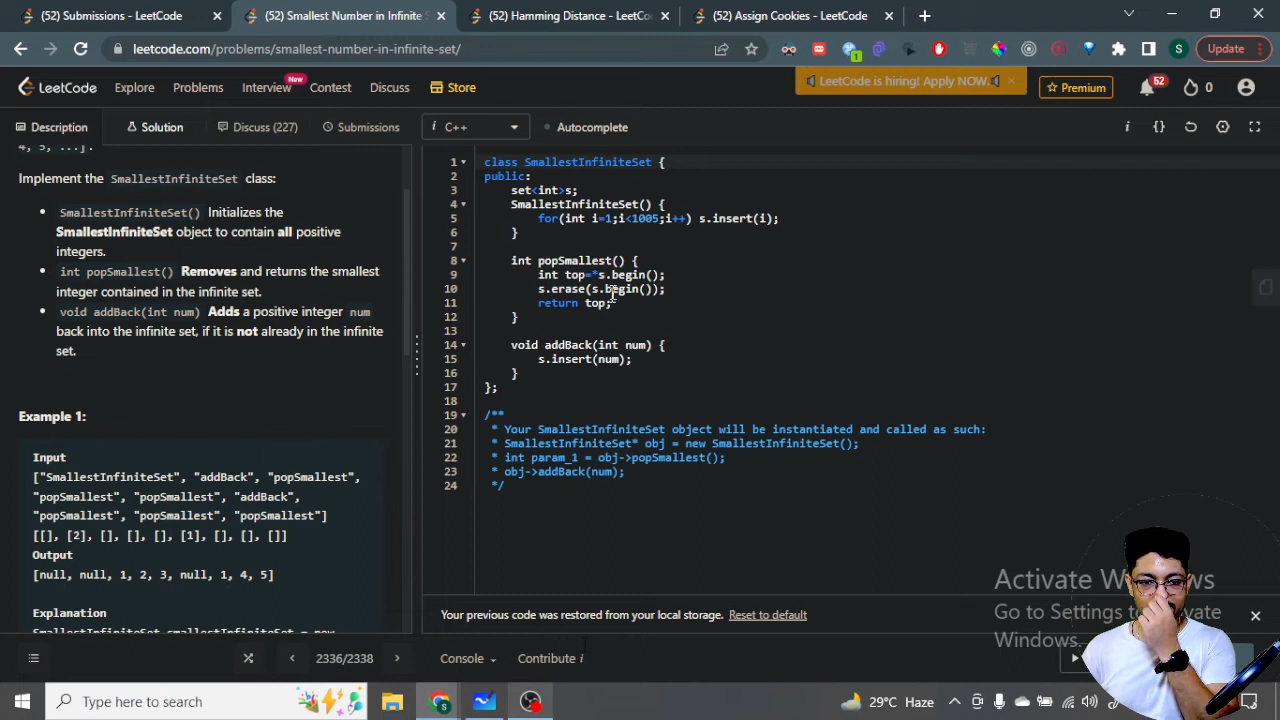 (52) Submissions - LeetCode
(52) Smallest Number in Infinite S
(52) Hamming Distance - LeetCo
(52) Assign Cookies - LeetCode
leetcode.com/problems/smallest-number-in-infinite-set/
1
S
Update
LeetCode
Explore
Problems
Interview
New
Contest
Discuss
Store
LeetCode is hiring! Apply NOW.
Premium
52
0
Description
Solution
Discuss (227)
Submissions
i C++
Autocomplete
4, 5, ...].
Implement the SmallestInfiniteSet class:
SmallestInfiniteSet() Initializes the
SmallestInfiniteSet object to contain all positive
integers.
int popSmallest() Removes and returns the smallest
integer contained in the infinite set.
void addBack(int num) Adds a positive integer num
back into the infinite set, if it is not already in the infinite
set.
Example 1:
Input
["SmallestInfiniteSet", "addBack", "popSmallest",
"popSmallest", "popSmallest", "addBack",
"popSmallest", "popSmallest", "popSmallest"]
[[], [2], [], [], [], [1], [], [], []]
Output
[null, null, 1, 2, 3, null, 1, 4, 5]
Explanation
SmallestInfiniteSet smallestInfiniteSet = new
1 class SmallestInfiniteSet {
2 public:
3 set<int>s;
4 SmallestInfiniteSet() {
5 for(int i=1;i<1005;i++) s.insert(i);
6 }
7
8 int popSmallest() {
9 int top=*s.begin();
10 s.erase(s.begin());
11 return top;
12 }
13
14 void addBack(int num) {
15 s.insert(num);
16 }
17 };
18
19 /**
20 * Your SmallestInfiniteSet object will be instantiated and called as such:
21 * SmallestInfiniteSet* obj = new SmallestInfiniteSet();
22 * int param_1 = obj->popSmallest();
23 * obj->addBack(num);
24 */
Activate Windows
Go to Settings to Activate
Windows.
Your previous code was restored from your local storage. Reset to default
2336/2338
Console
Contribute i
Type here to search
29°C Haze